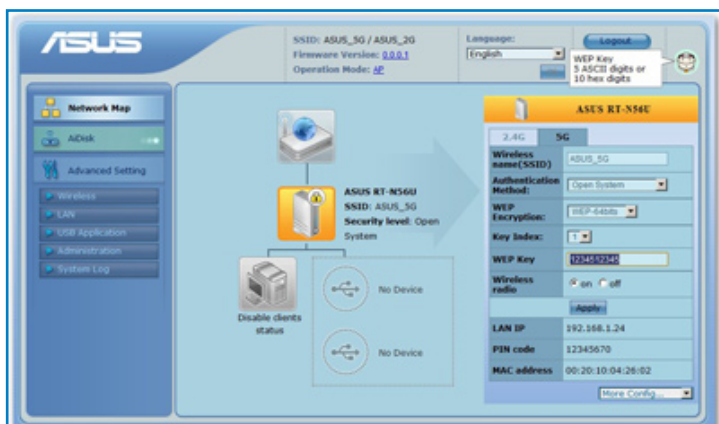 ASUS
SSID: ASUS_5G / ASUS_2G
Firmware Version: 0.0.0.1
Operation Mode: AP
Language:
English
Logout
WEP Key
5 ASCII digits or
10 hex digits
Network Map
AiDisk
Advanced Setting
Wireless
LAN
USB Application
Administration
System Log
ASUS RT-N56U
SSID: ASUS_5G
Security level: Open
System
Disable clients
status
No Device
No Device
ASUS RT-N56U
2.4G 5G
Wireless
name(SSID) ASUS_5G
Authentication
Method: Open System
WEP
Encryption: WEP-64bits
Key Index: 1
WEP Key 1234512345
Wireless
radio on off
Apply
LAN IP 192.168.1.24
PIN code 12345670
MAC address 00:20:10:04:26:02
More Config...